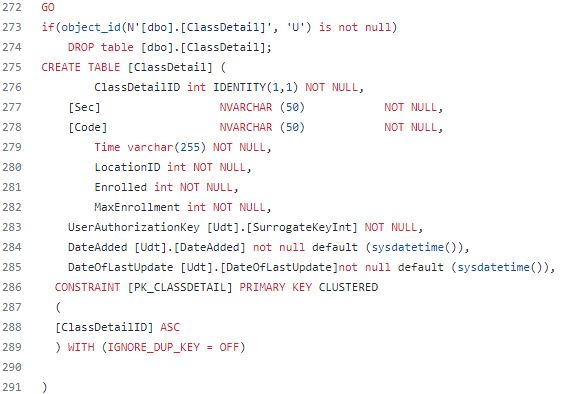 272 GO
273 if(object_id(N'[dbo].[ClassDetail]', 'U') is not null)
274     DROP table [dbo].[ClassDetail];
275 CREATE TABLE [ClassDetail] (
276         ClassDetailID int IDENTITY(1,1) NOT NULL,
277     [Sec]                   NVARCHAR (50)             NOT NULL,
278     [Code]                  NVARCHAR (50)             NOT NULL,
279         Time varchar(255) NOT NULL,
280         LocationID int NOT NULL,
281         Enrolled int NOT NULL,
282         MaxEnrollment int NOT NULL,
283     UserAuthorizationKey [Udt].[SurrogateKeyInt] NOT NULL,
284     DateAdded [Udt].[DateAdded] not null default (sysdatetime()),
285     DateOfLastUpdate [Udt].[DateOfLastUpdate]not null default (sysdatetime()),
286   CONSTRAINT [PK_CLASSDETAIL] PRIMARY KEY CLUSTERED
287   (
288   [ClassDetailID] ASC
289   ) WITH (IGNORE_DUP_KEY = OFF)
290
291 )